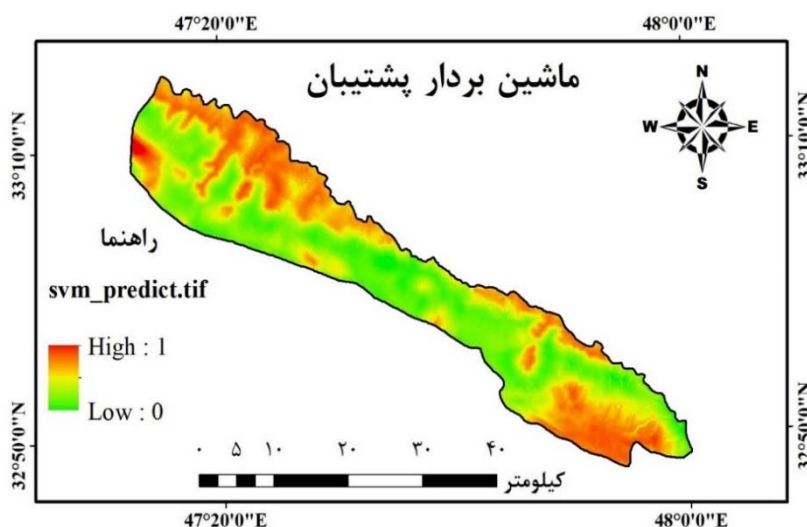 47°20'0"E 48°0'0"E
ماشین بردار پشتیبان
N
W E
S
33°10'0"N 33°10'0"N
راهنما
svm_predict.tif
High : 1
Low : 0
32°50'0"N 32°50'0"N
۰ ۵ ۱۰ ۲۰ ۳۰ ۴۰
کیلومتر
47°20'0"E 48°0'0"E